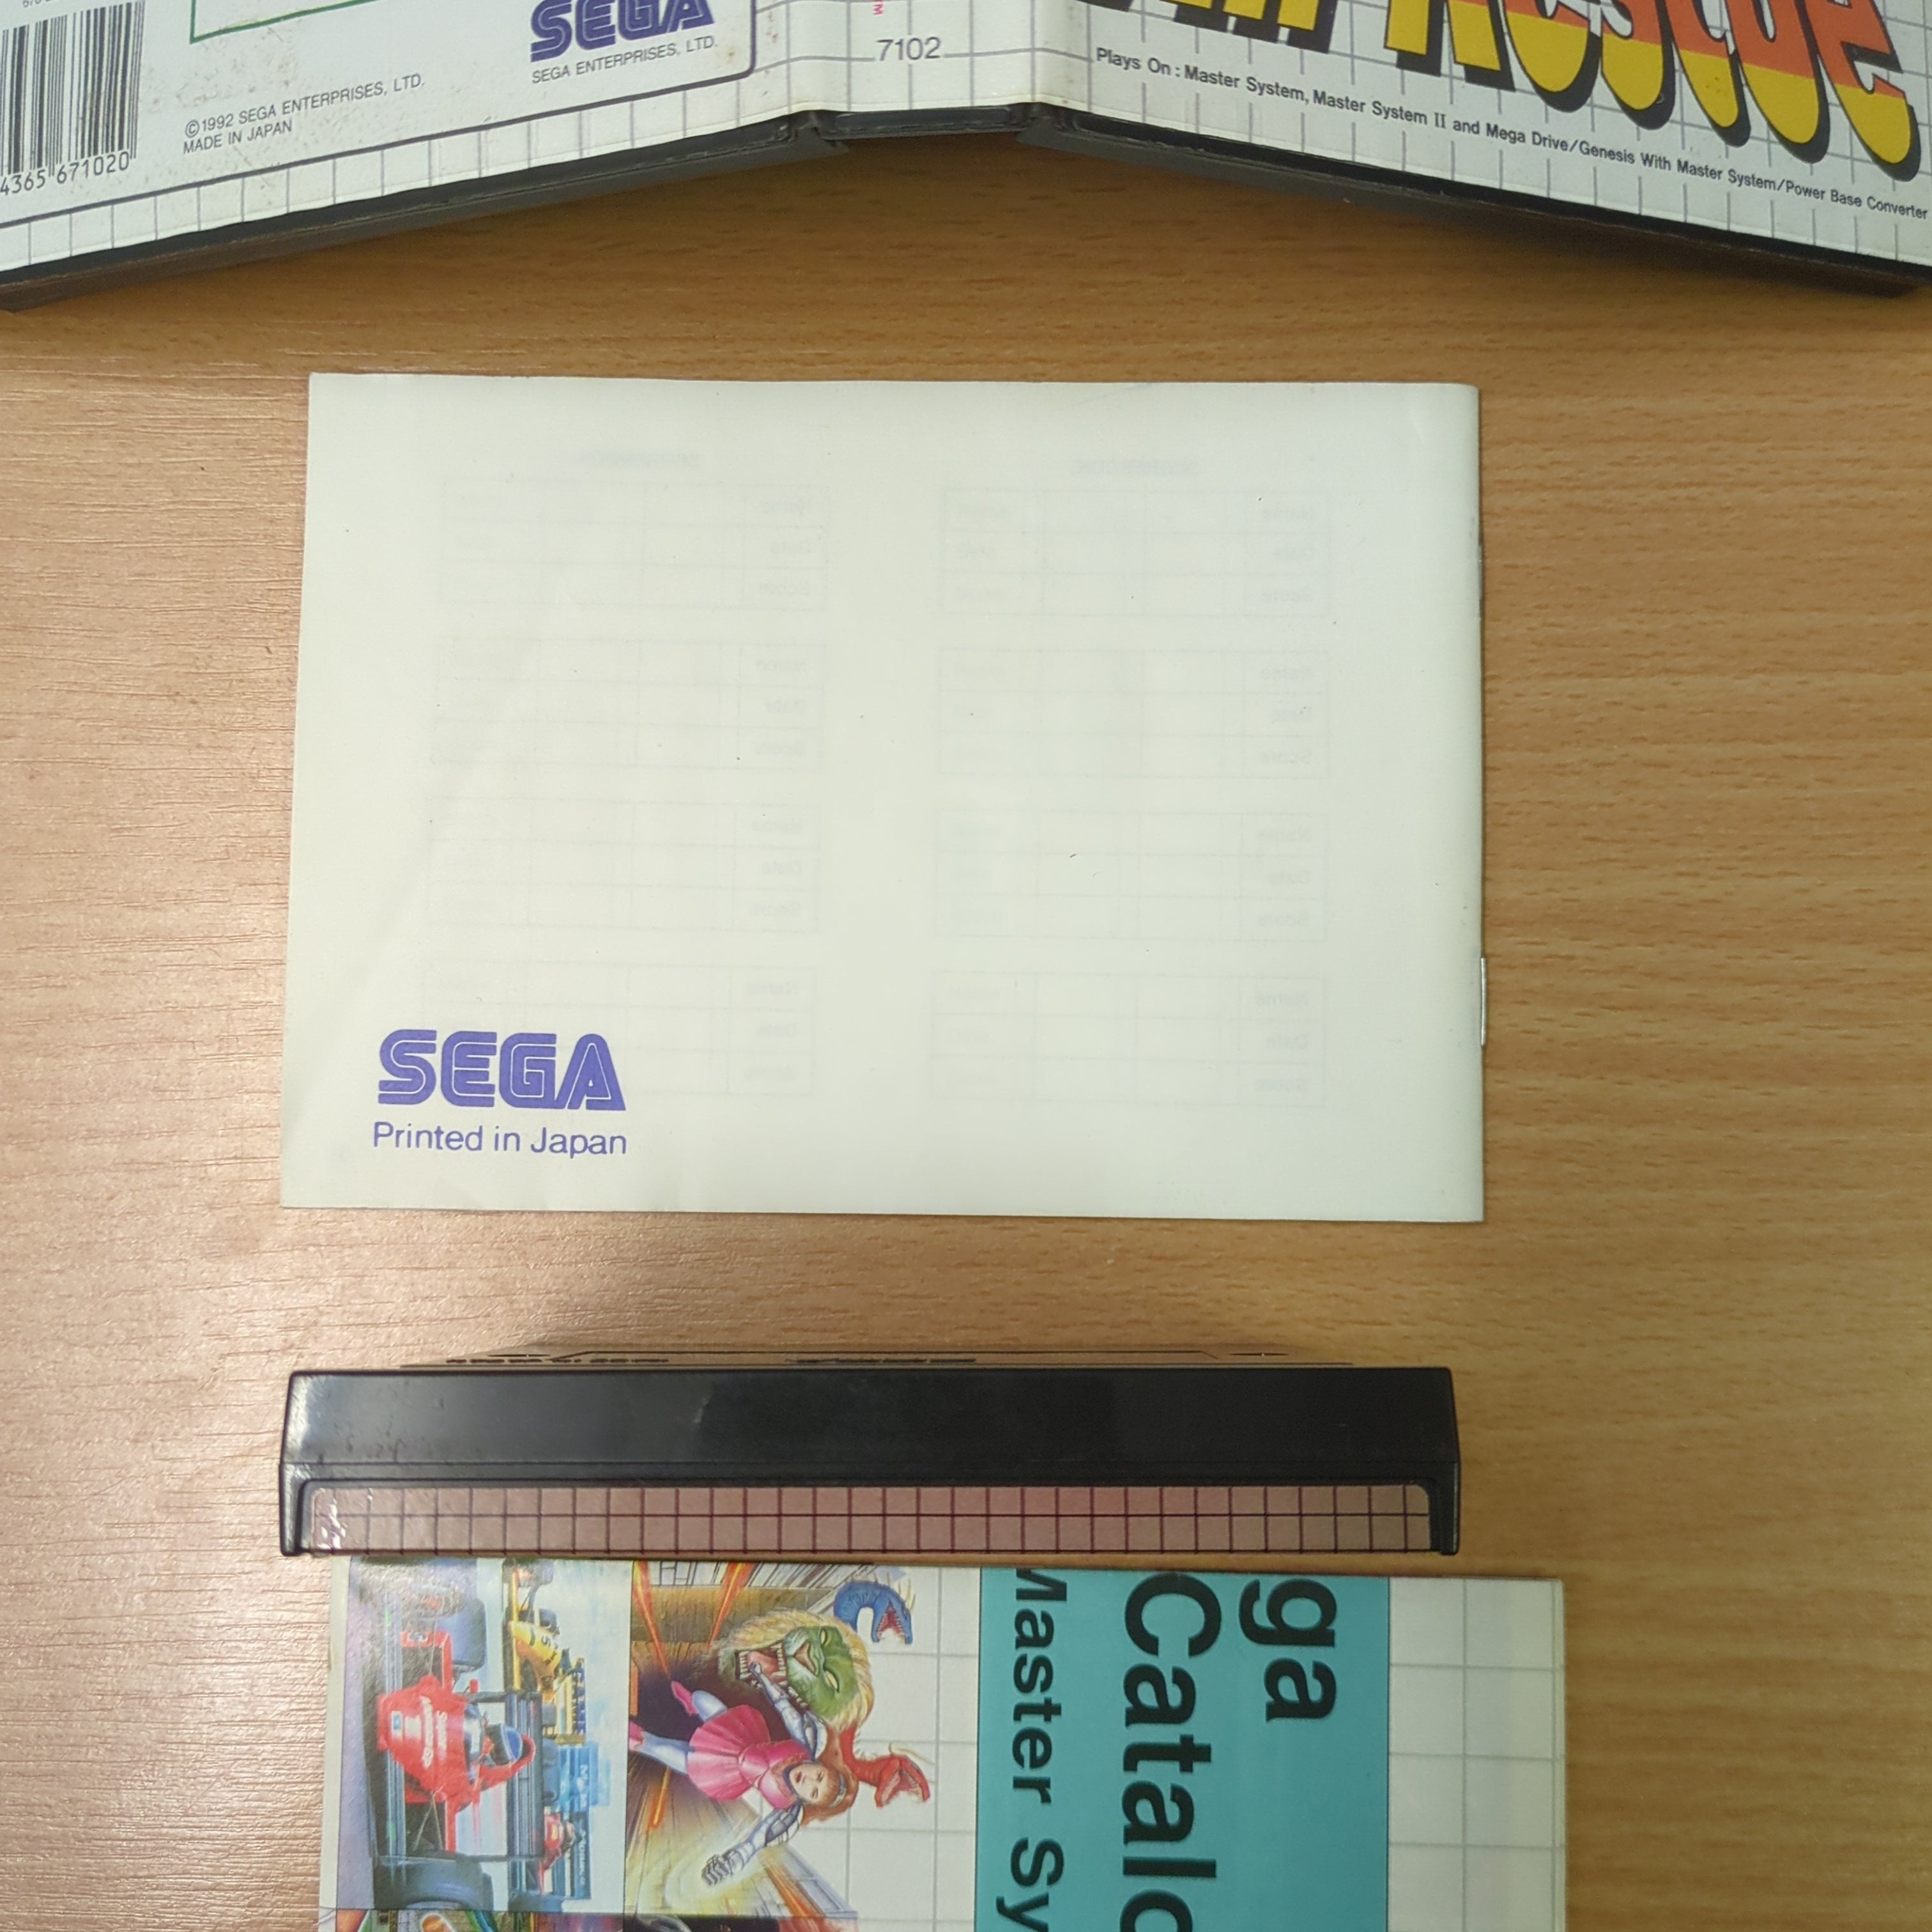 SEGA
SEGA ENTERPRISES, LTD.
©1992 SEGA ENTERPRISES, LTD.
MADE IN JAPAN
4365 671020
7102
Rescue
Plays On : Master System, Master System II and Mega Drive/Genesis With Master System/Power Base Converter
SEGA
Printed in Japan
ga
Catalo
Master Sy